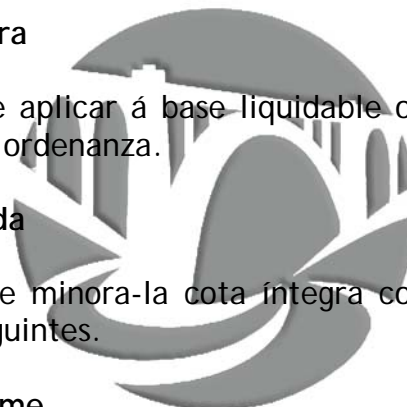 ra
e aplicar á base liquidable
ordenanza.
da
e minora-la cota íntegra co
guintes.
me